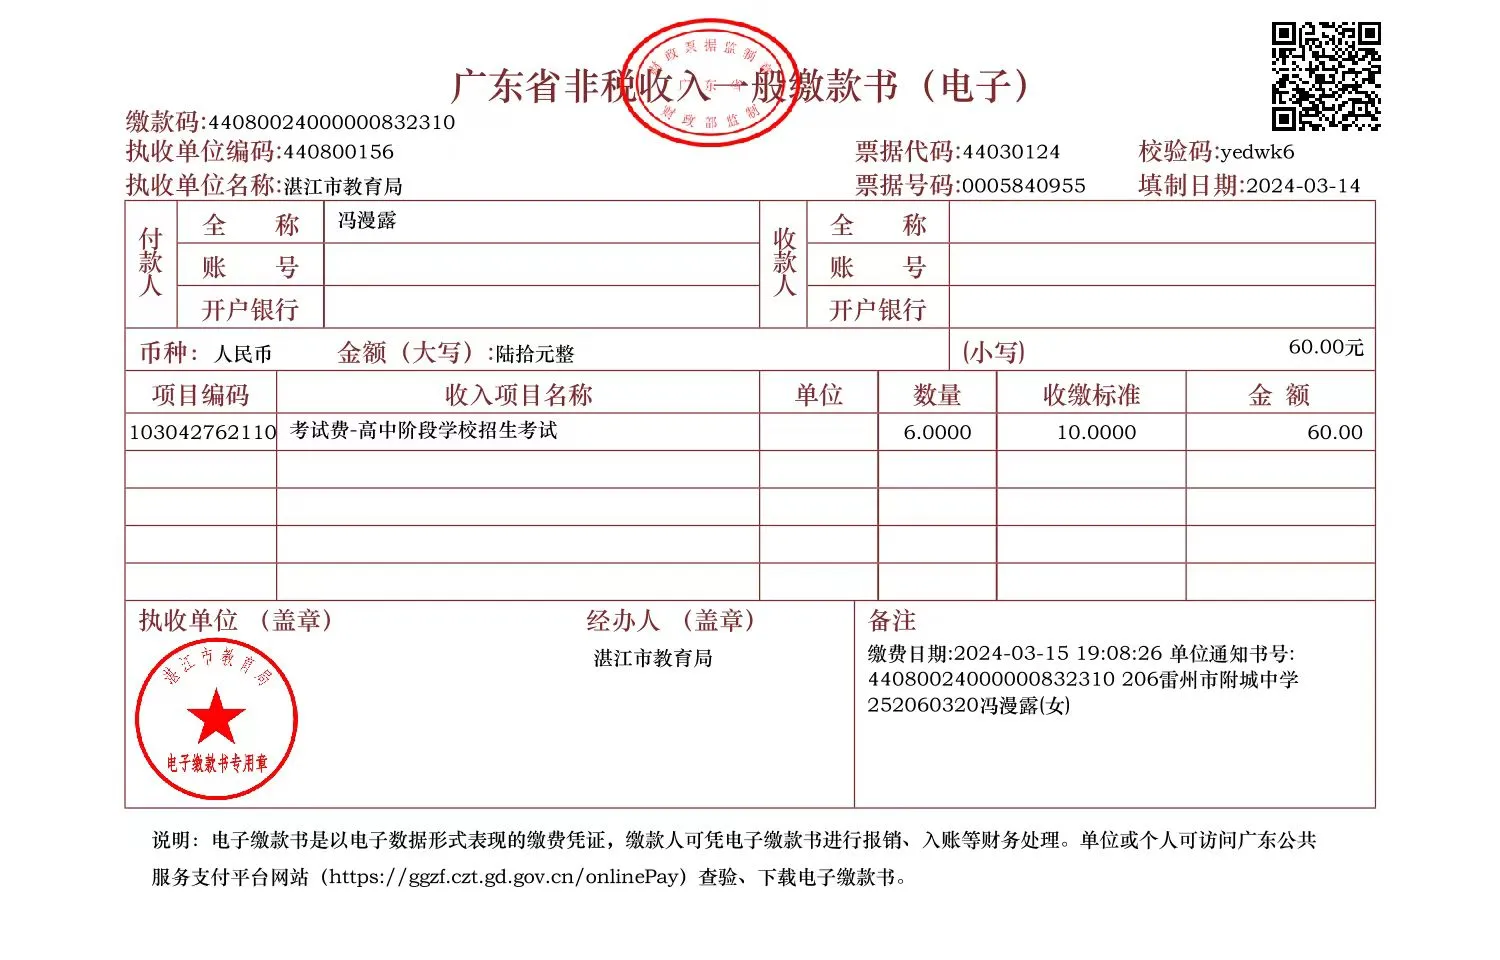 广东省非税收入一般缴款书（电子）
财政票据监制章
广东省
财政部监制
缴款码:44080024000000832310
执收单位编码:440800156
票据代码:44030124 校验码:yedwk6
执收单位名称:湛江市教育局
票据号码:0005840955 填制日期:2024-03-14
付款人 全 称 冯漫露 收款人 全 称
账 号 账 号
开户银行 开户银行
币种：人民币 金额（大写）:陆拾元整 (小写) 60.00元
项目编码 收入项目名称 单位 数量 收缴标准 金 额
103042762110 考试费-高中阶段学校招生考试 6.0000 10.0000 60.00
执收单位 （盖章） 经办人 （盖章） 备注
湛江市教育局
湛江市教育局
电子缴款书专用章
缴费日期:2024-03-15 19:08:26 单位通知书号:
44080024000000832310 206雷州市附城中学
252060320冯漫露(女)
说明：电子缴款书是以电子数据形式表现的缴费凭证，缴款人可凭电子缴款书进行报销、入账等财务处理。单位或个人可访问广东公共
服务支付平台网站（https://ggzf.czt.gd.gov.cn/onlinePay）查验、下载电子缴款书。